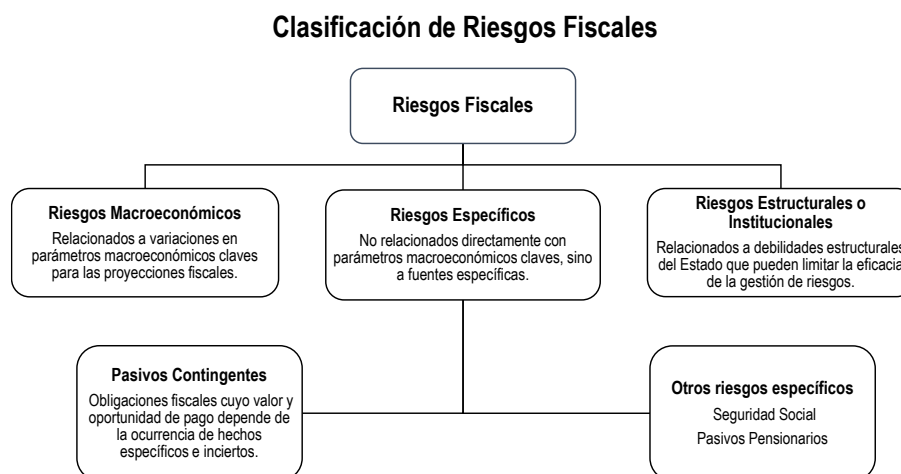 Clasificación de Riesgos Fiscales
Riesgos Fiscales
Riesgos Macroeconómicos
Relacionados a variaciones en
parámetros macroeconómicos claves
para las proyecciones fiscales.
Riesgos Específicos
No relacionados directamente con
parámetros macroeconómicos claves, sino
a fuentes específicas.
Riesgos Estructurales o
Institucionales
Relacionados a debilidades estructurales
del Estado que pueden limitar la eficacia
de la gestión de riesgos.
Pasivos Contingentes
Obligaciones fiscales cuyo valor y
oportunidad de pago depende de
la ocurrencia de hechos
específicos e inciertos.
Otros riesgos específicos
Seguridad Social
Pasivos Pensionarios